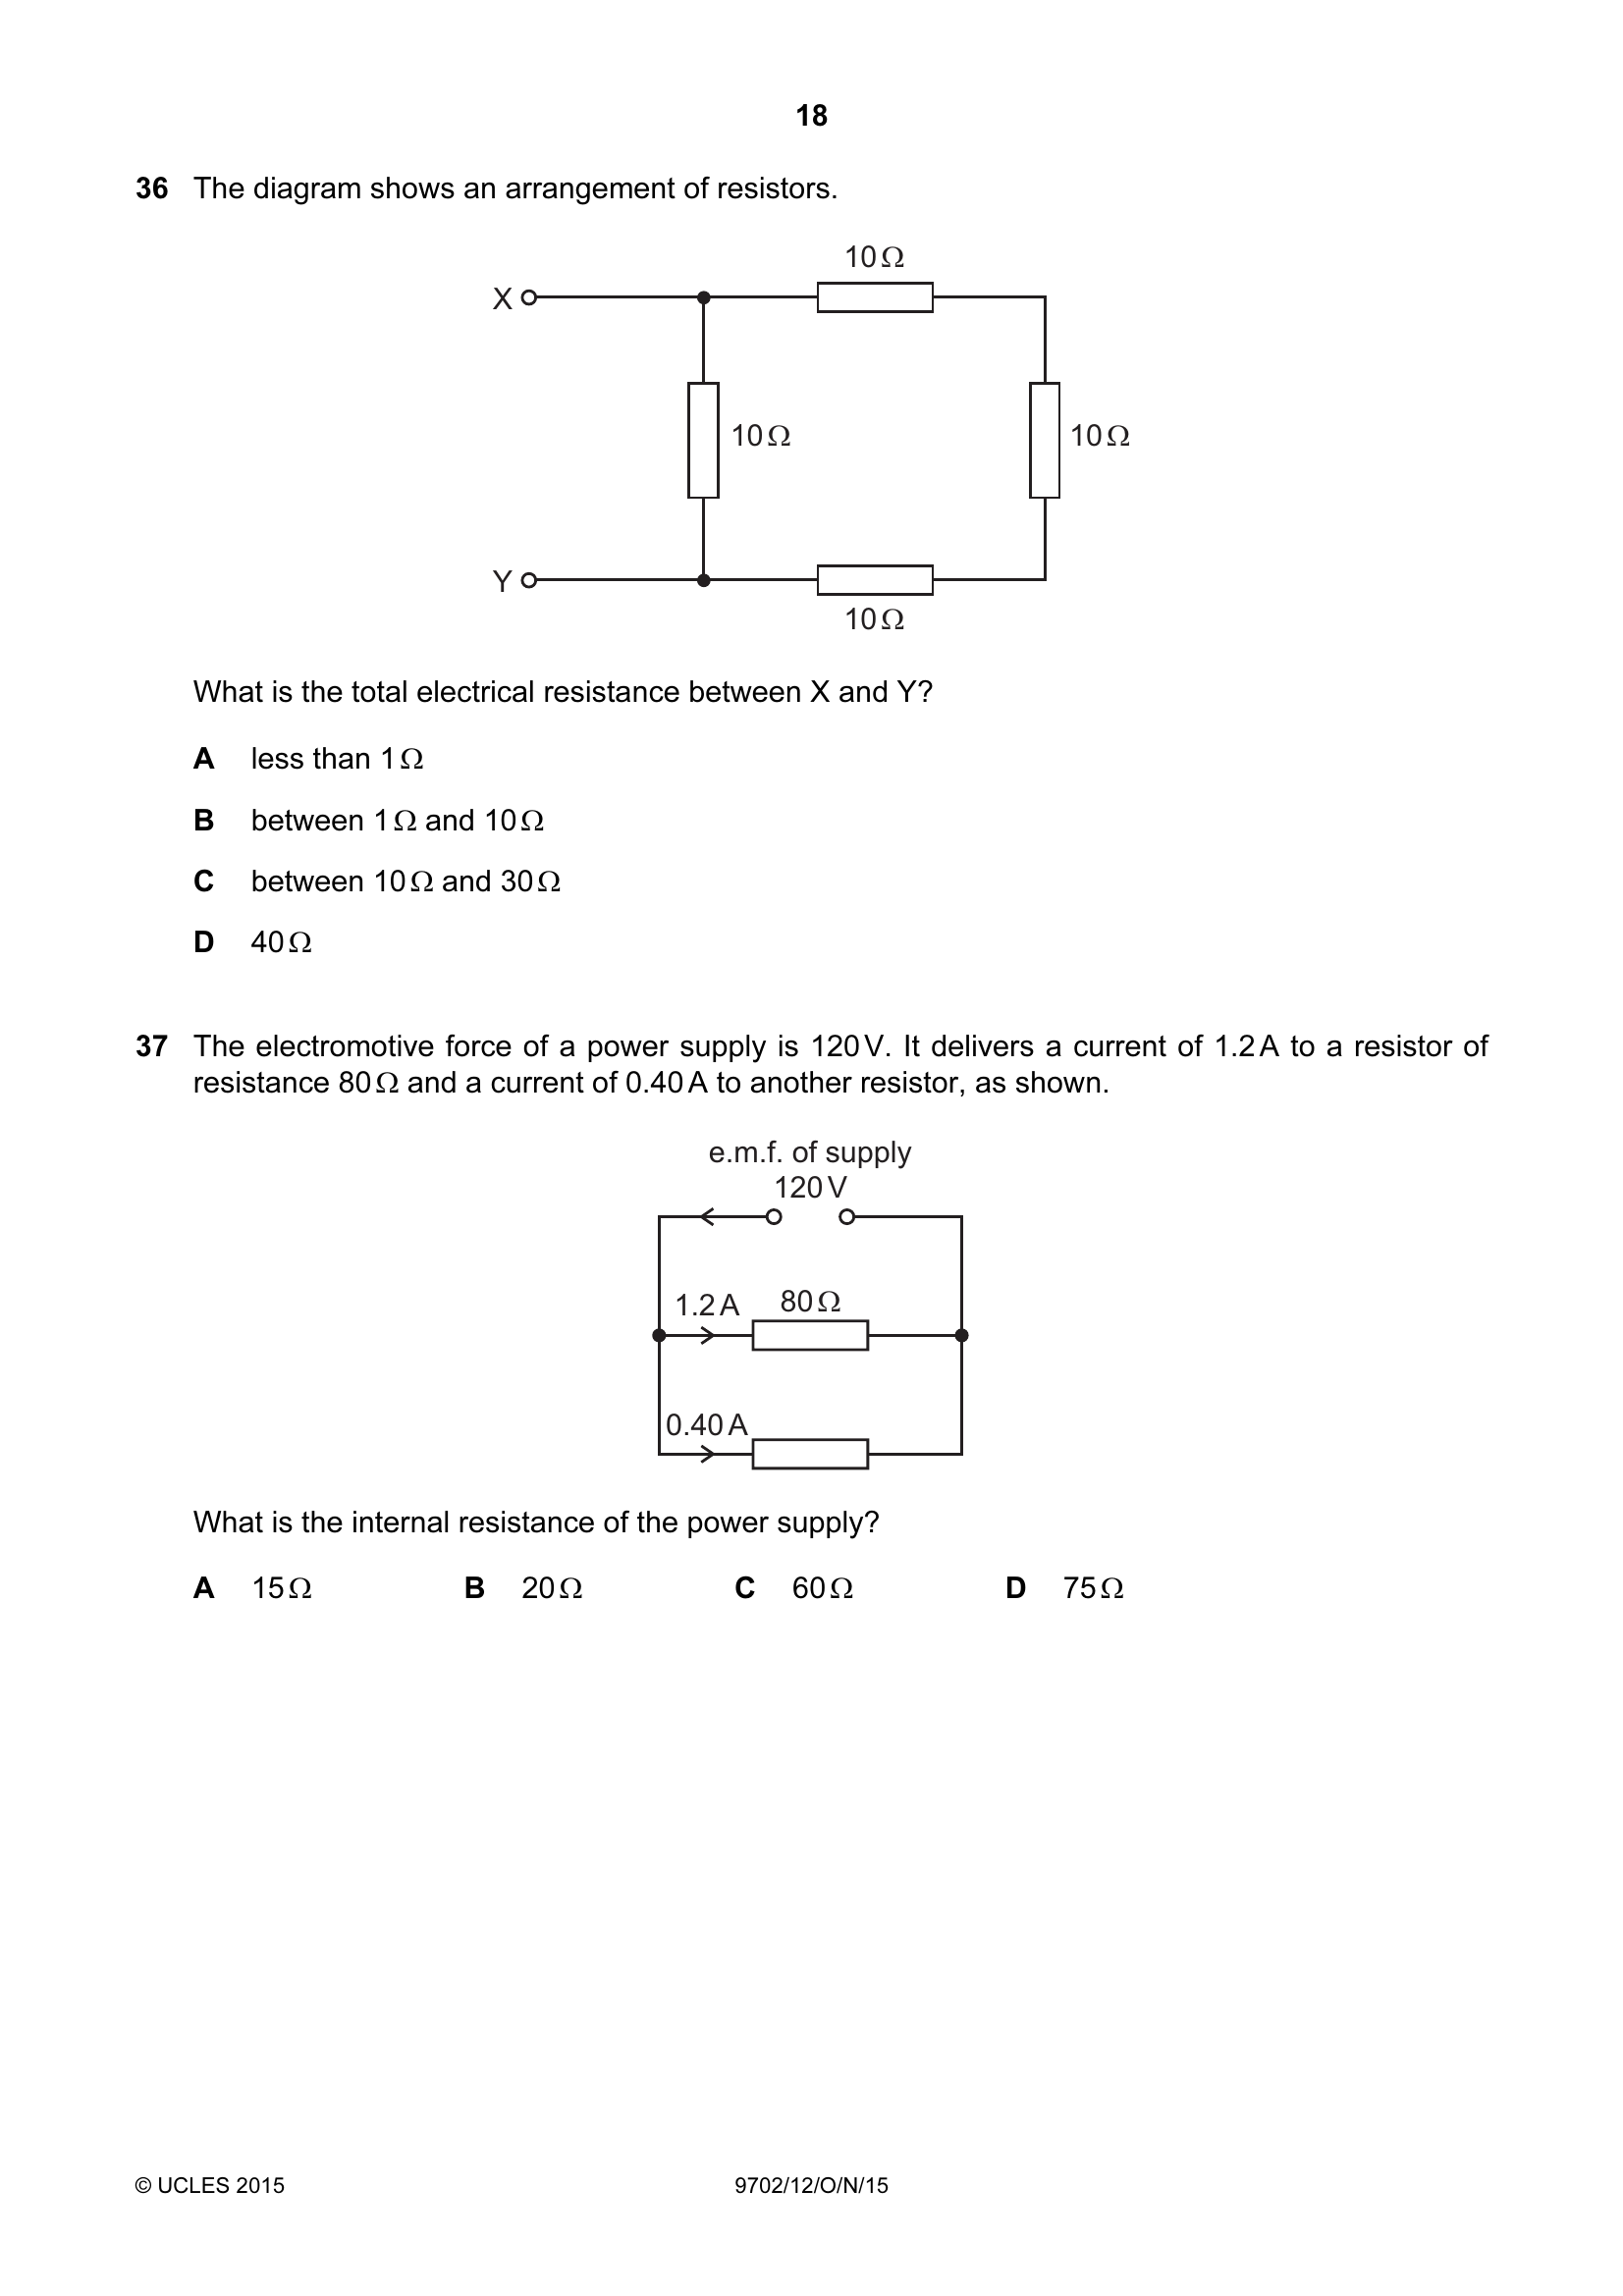 18
36 The diagram shows an arrangement of resistors.
10 Ω
X
10 Ω 10 Ω
Y
10 Ω
What is the total electrical resistance between X and Y?
A less than 1 Ω
B between 1 Ω and 10 Ω
C between 10 Ω and 30 Ω
D 40 Ω
37 The electromotive force of a power supply is 120 V. It delivers a current of 1.2 A to a resistor of
resistance 80 Ω and a current of 0.40 A to another resistor, as shown.
e.m.f. of supply
120 V
1.2 A 80 Ω
0.40 A
What is the internal resistance of the power supply?
A 15 Ω B 20 Ω C 60 Ω D 75 Ω
© UCLES 2015 9702/12/O/N/15